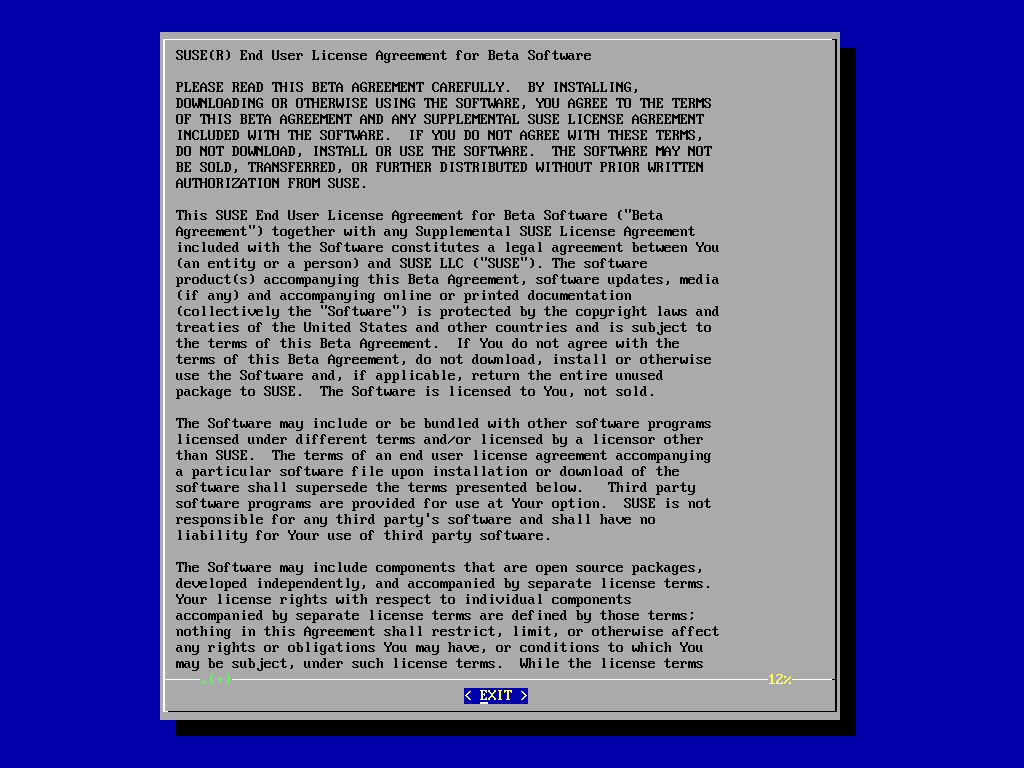 SUSE(R) End User License Agreement for Beta Software
PLEASE READ THIS BETA AGREEMENT CAREFULLY.  BY INSTALLING,
DOWNLOADING OR OTHERWISE USING THE SOFTWARE, YOU AGREE TO THE TERMS
OF THIS BETA AGREEMENT AND ANY SUPPLEMENTAL SUSE LICENSE AGREEMENT
INCLUDED WITH THE SOFTWARE.  IF YOU DO NOT AGREE WITH THESE TERMS,
DO NOT DOWNLOAD, INSTALL OR USE THE SOFTWARE.  THE SOFTWARE MAY NOT
BE SOLD, TRANSFERRED, OR FURTHER DISTRIBUTED WITHOUT PRIOR WRITTEN
AUTHORIZATION FROM SUSE.
This SUSE End User License Agreement for Beta Software ("Beta
Agreement") together with any Supplemental SUSE License Agreement
included with the Software constitutes a legal agreement between You
(an entity or a person) and SUSE LLC ("SUSE"). The software
product(s) accompanying this Beta Agreement, software updates, media
(if any) and accompanying online or printed documentation
(collectively the "Software") is protected by the copyright laws and
treaties of the United States and other countries and is subject to
the terms of this Beta Agreement.  If You do not agree with the
terms of this Beta Agreement, do not download, install or otherwise
use the Software and, if applicable, return the entire unused
package to SUSE.  The Software is licensed to You, not sold.
The Software may include or be bundled with other software programs
licensed under different terms and/or licensed by a licensor other
than SUSE.  The terms of an end user license agreement accompanying
a particular software file upon installation or download of the
software shall supersede the terms presented below.   Third party
software programs are provided for use at Your option.  SUSE is not
responsible for any third party's software and shall have no
liability for Your use of third party software.
The Software may include components that are open source packages,
developed independently, and accompanied by separate license terms.
Your license rights with respect to individual components
accompanied by separate license terms are defined by those terms;
nothing in this Agreement shall restrict, limit, or otherwise affect
any rights or obligations You may have, or conditions to which You
may be subject, under such license terms.  While the license terms
↓(+) 12%
< EXIT >